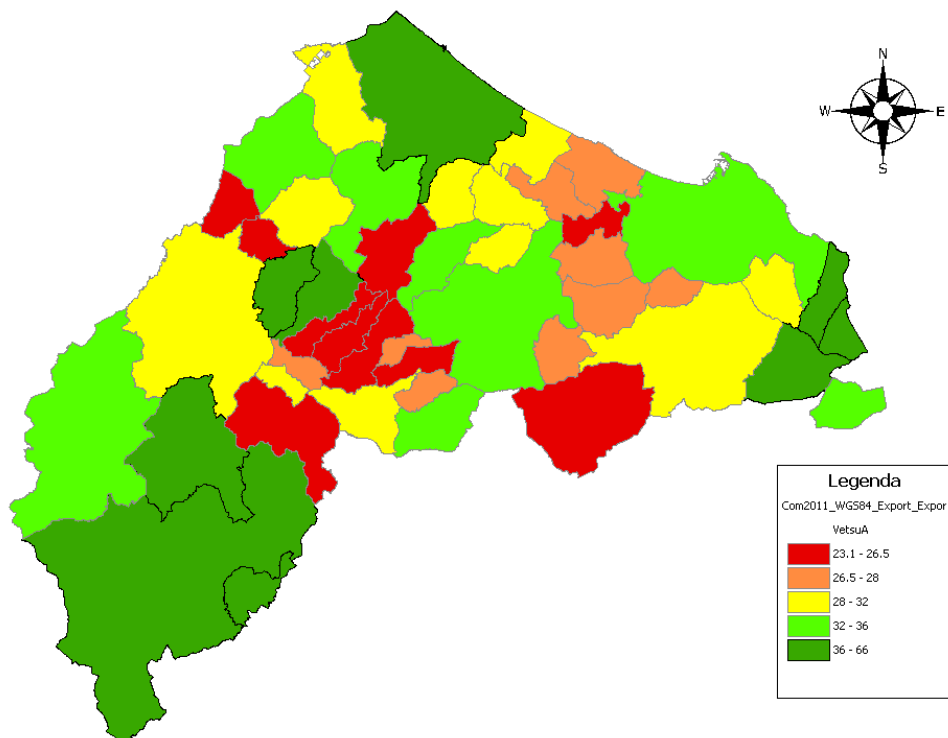 N
W E
S
Legenda
Com2011_WGS84_Export_Expor
VetsuA
23.1 - 26.5
26.5 - 28
28 - 32
32 - 36
36 - 66